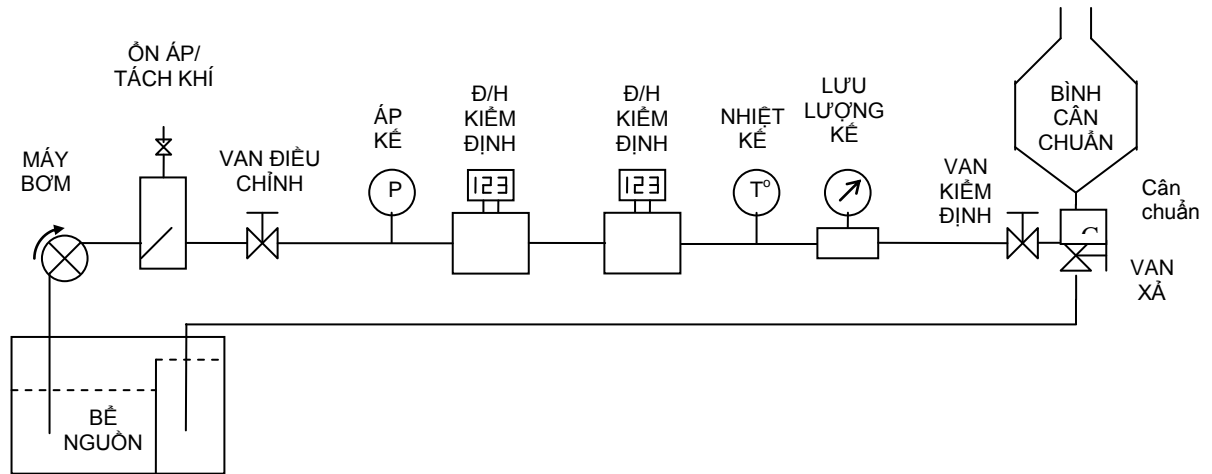 ỔN ÁP/
TÁCH KHÍ
MÁY
BƠM
VAN ĐIỀU
CHỈNH
ÁP
KẾ
P
Đ/H
KIỂM
ĐỊNH
123
Đ/H
KIỂM
ĐỊNH
123
NHIỆT
KẾ
T°
LƯU
LƯỢNG
KẾ
VAN
KIỂM
ĐỊNH
BÌNH
CÂN
CHUẨN
Cân
chuẩn
VAN
XẢ
BỂ
NGUỒN